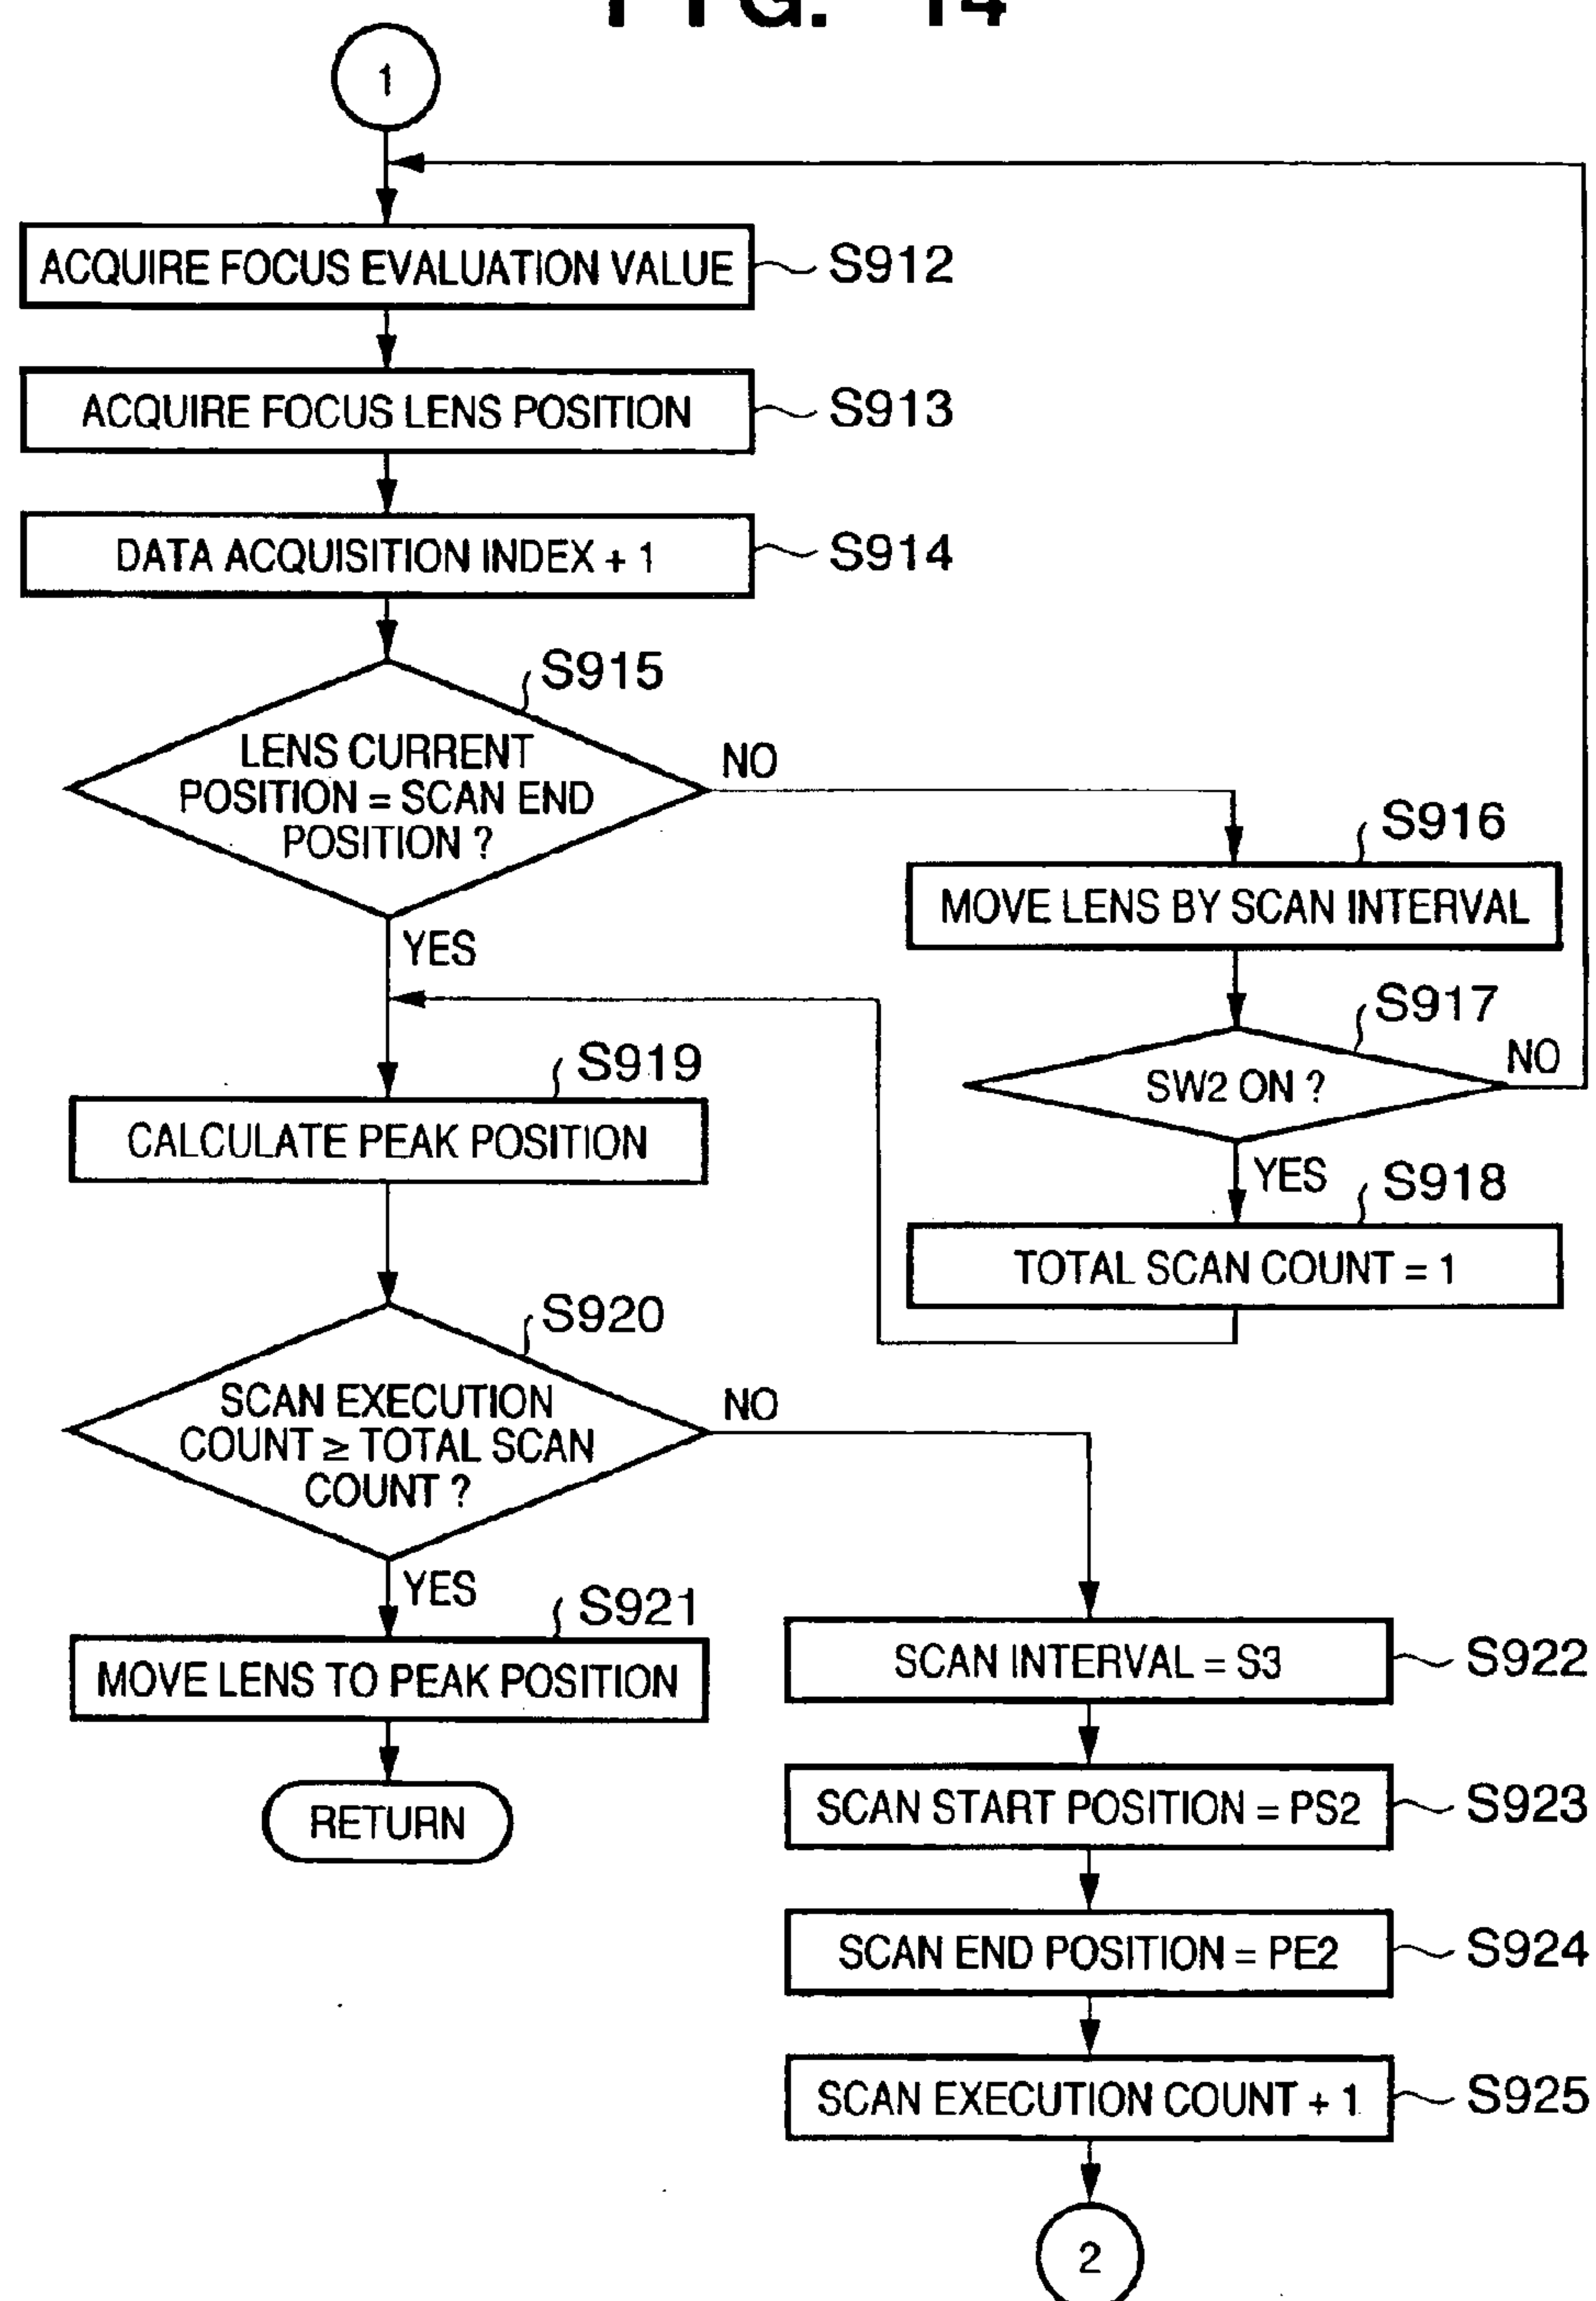 FIG. 14
1
ACQUIRE FOCUS EVALUATION VALUE
S912
ACQUIRE FOCUS LENS POSITION
S913
DATA ACQUISITION INDEX + 1
S914
S915
LENS CURRENT
POSITION = SCAN END
POSITION ?
NO
YES
S916
MOVE LENS BY SCAN INTERVAL
S917
SW2 ON ?
NO
YES
S918
TOTAL SCAN COUNT = 1
S919
CALCULATE PEAK POSITION
S920
SCAN EXECUTION
COUNT ≥ TOTAL SCAN
COUNT ?
NO
YES
S921
MOVE LENS TO PEAK POSITION
RETURN
SCAN INTERVAL = S3
S922
SCAN START POSITION = PS2
S923
SCAN END POSITION = PE2
S924
SCAN EXECUTION COUNT + 1
S925
2